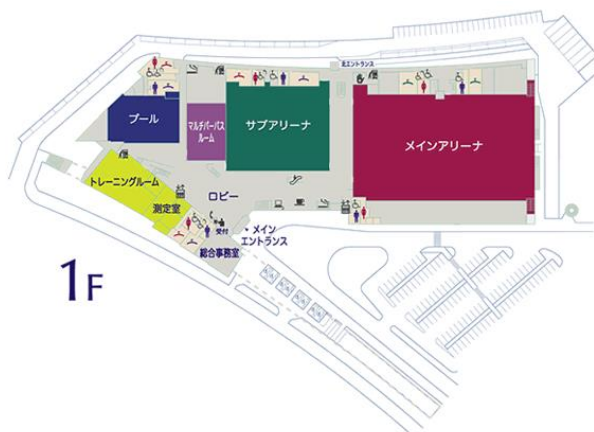 北エントランス
プール
マルチパーパス
ルーム
サブアリーナ
メインアリーナ
トレーニングルーム
測定室
ロビー
受付
メイン
エントランス
総合事務室
1F